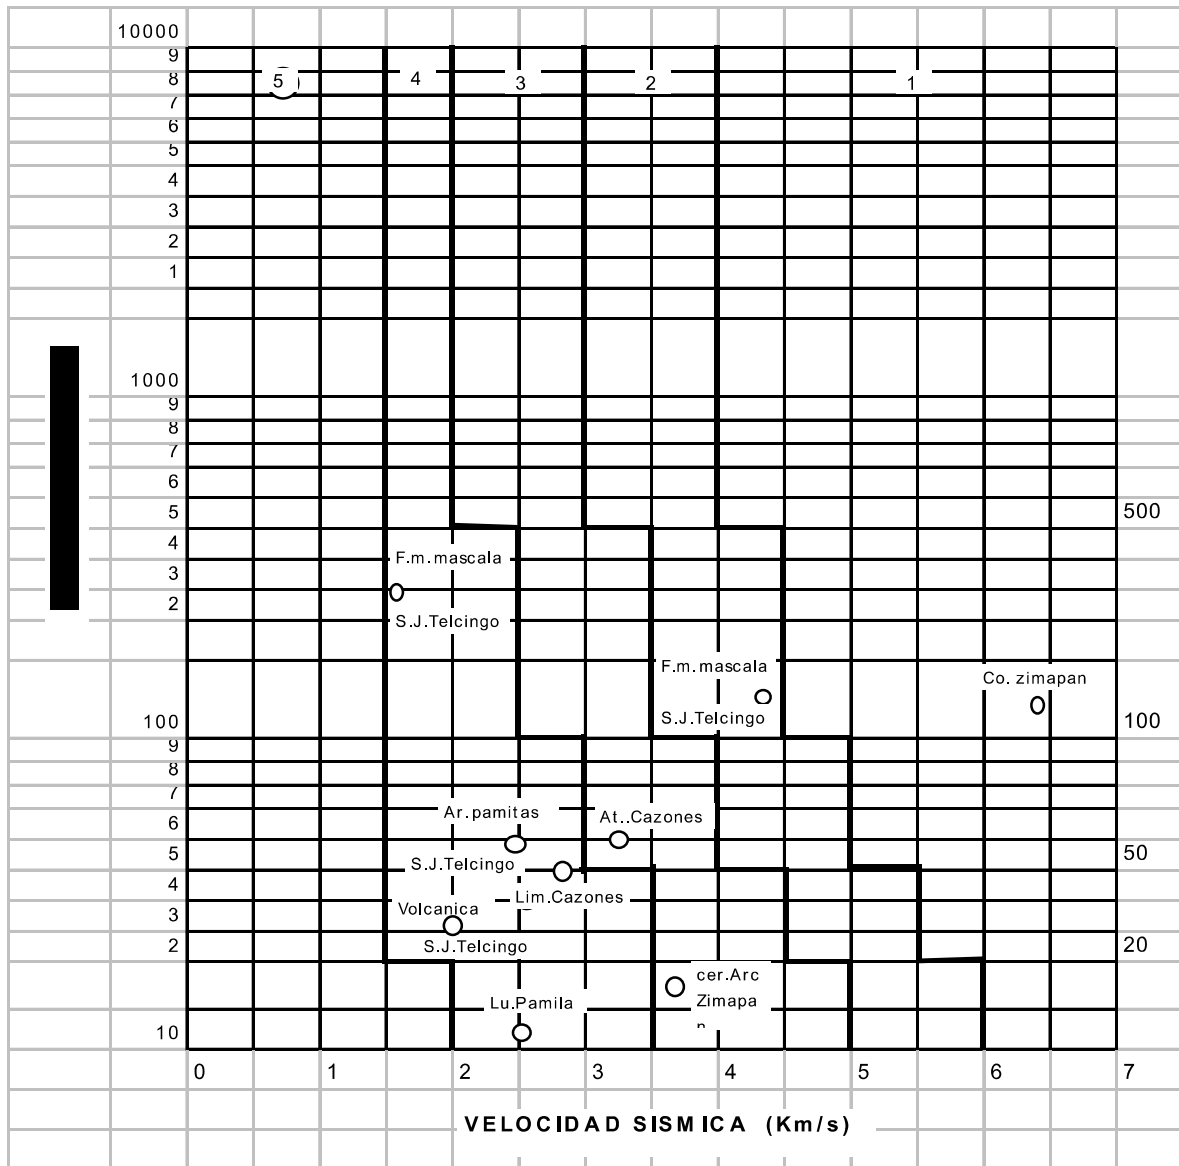 10000
9
8
7
6
5
4
3
2
1
5 4 3 2 1
1000
9
8
7
6
5
4
3
2
500
F.m.mascala
S.J.Telcingo
F.m.mascala
S.J.Telcingo
Co. zimapan
100
100
9
8
7
6
5
4
3
2
10
50
20
Ar.pamitas
S.J.Telcingo
At..Cazones
Lim.Cazones
Volcanica
S.J.Telcingo
Lu.Pamila
cer.Arc
Zimapa
n
0 1 2 3 4 5 6 7
VELOCIDAD SISMICA (Km/s)